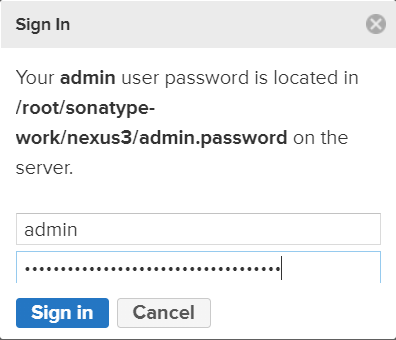 Sign In
Your admin user password is located in
/root/sonatype-
work/nexus3/admin.password on the
server.
admin
••••••••••••••••••••••••••••••••••••
Sign in
Cancel